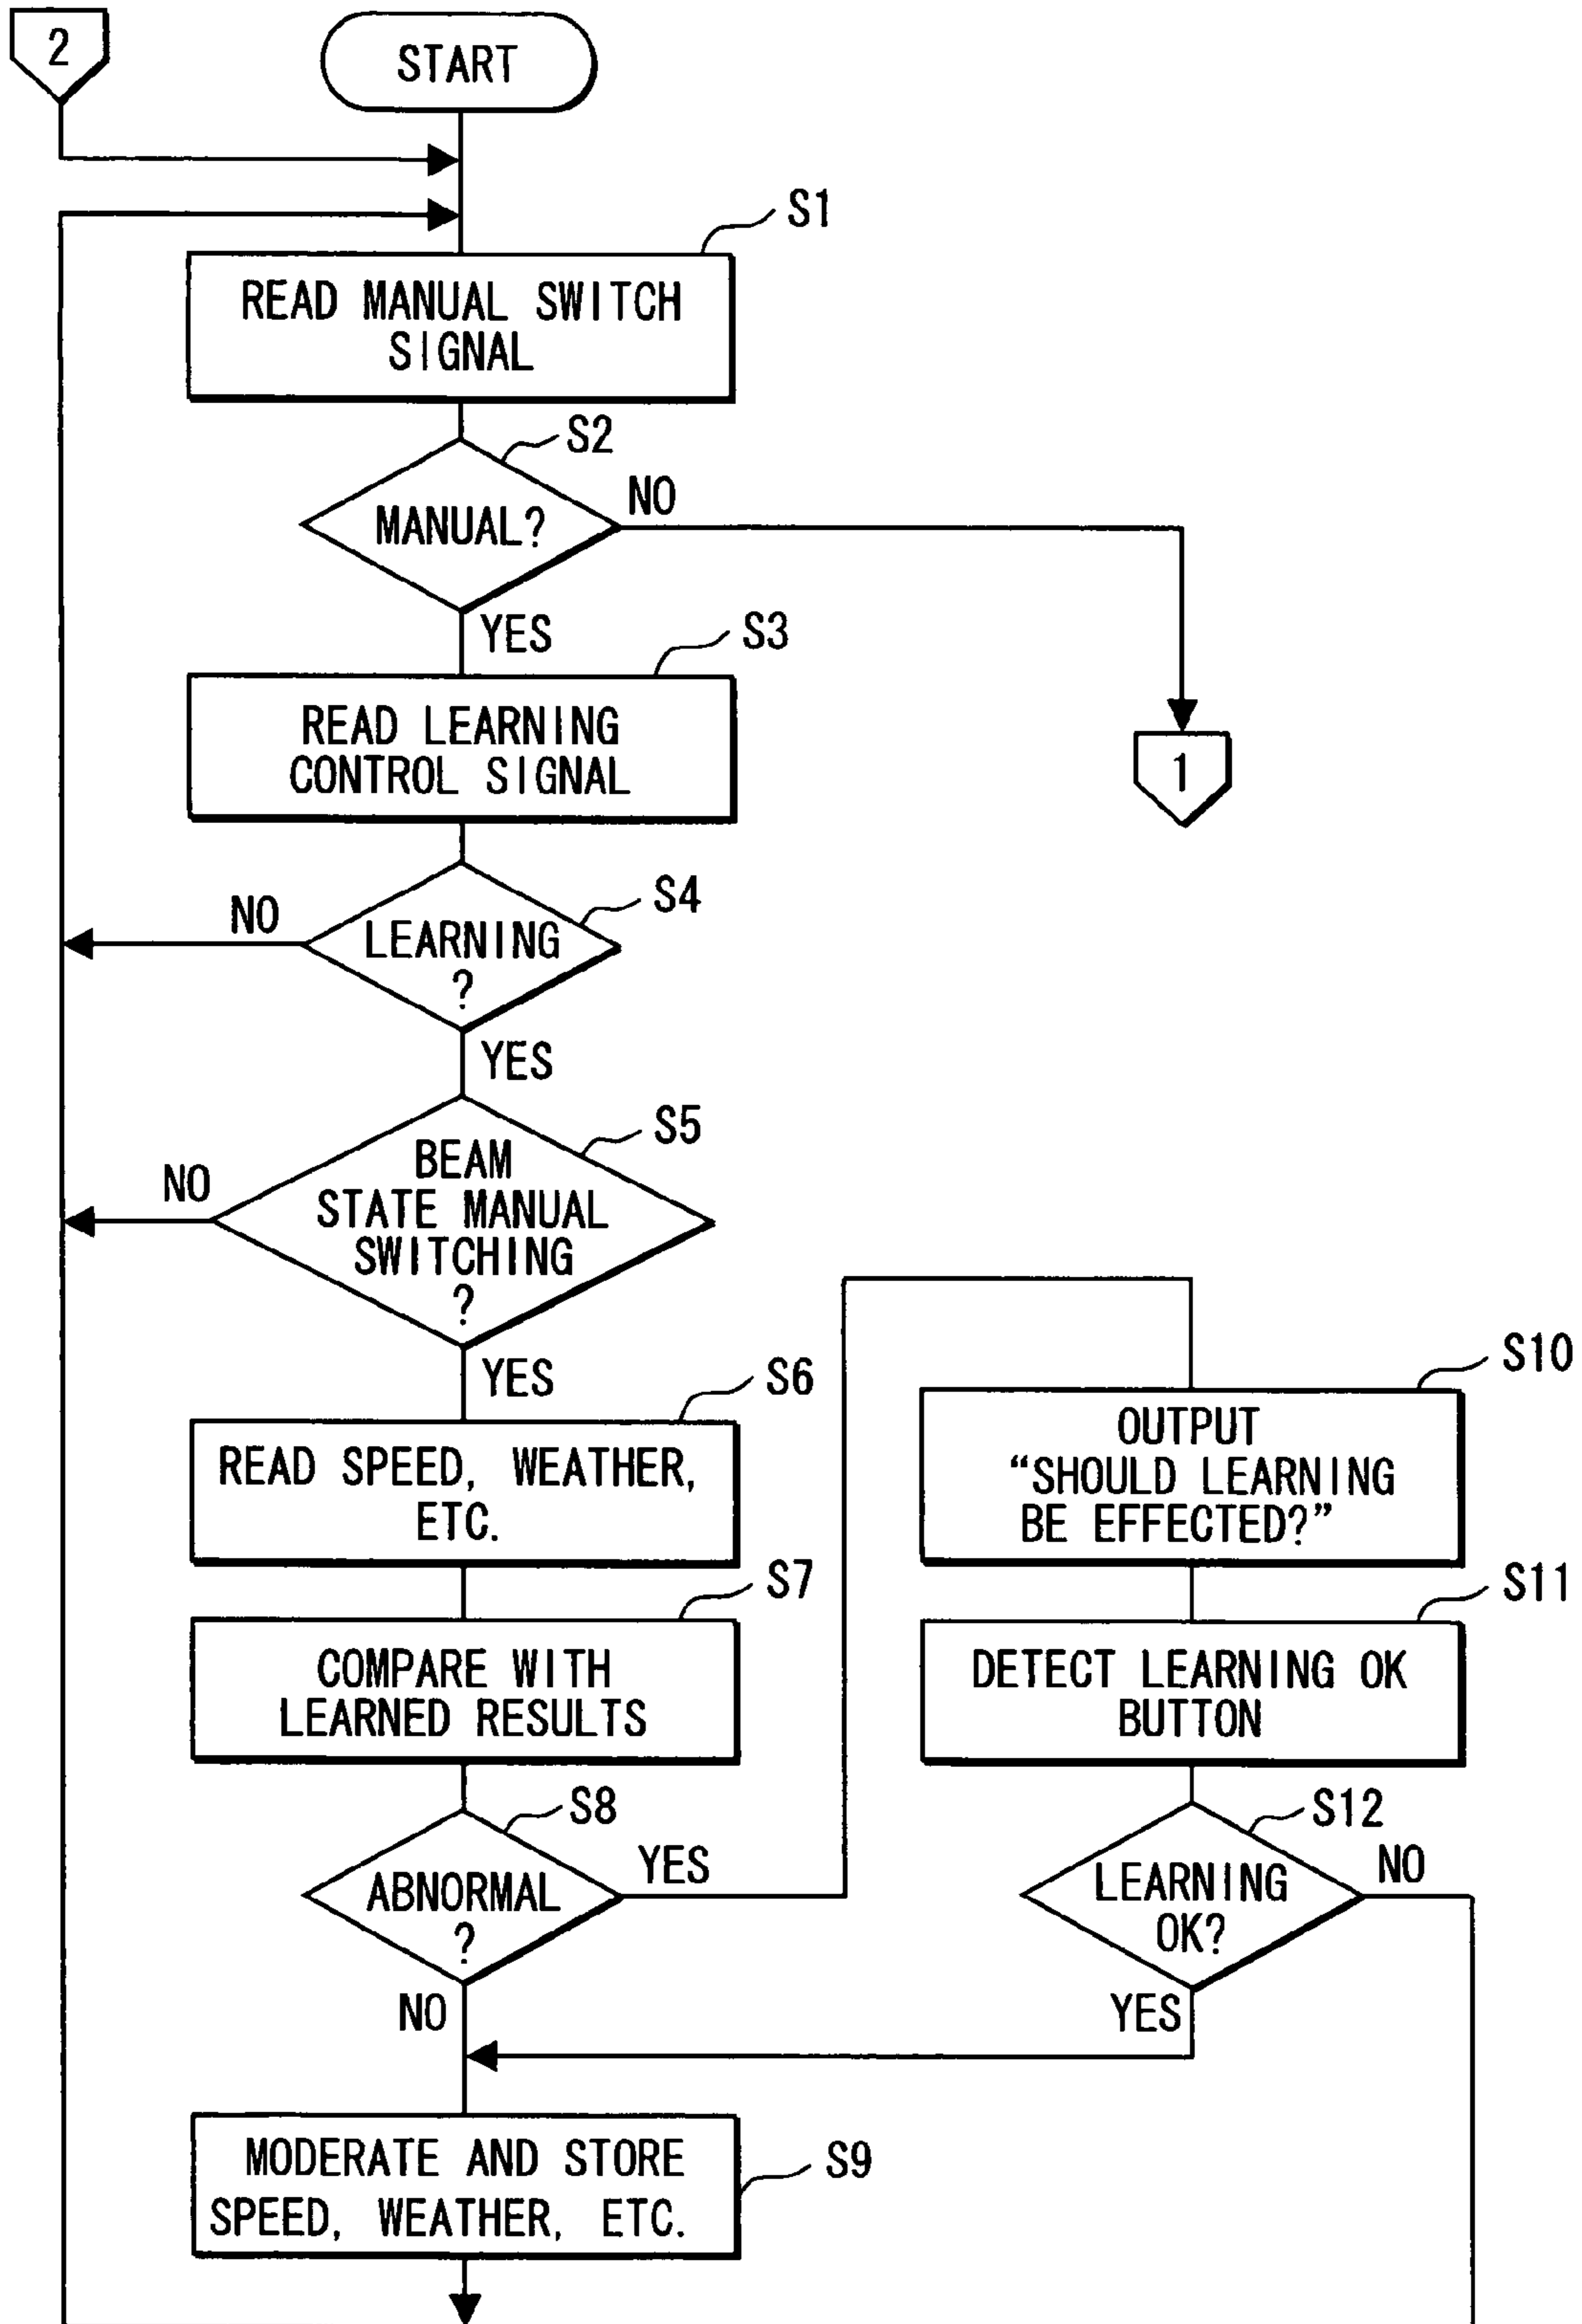 2
START
S1
READ MANUAL SWITCH
SIGNAL
S2
MANUAL?
NO
YES
S3
READ LEARNING
CONTROL SIGNAL
1
S4
NO
LEARNING
?
YES
S5
NO
BEAM
STATE MANUAL
SWITCHING
?
YES
S6
READ SPEED, WEATHER,
ETC.
S7
COMPARE WITH
LEARNED RESULTS
S8
ABNORMAL
?
YES
NO
S10
OUTPUT
“SHOULD LEARNING
BE EFFECTED?”
S11
DETECT LEARNING OK
BUTTON
S12
LEARNING
OK?
NO
YES
S9
MODERATE AND STORE
SPEED, WEATHER, ETC.